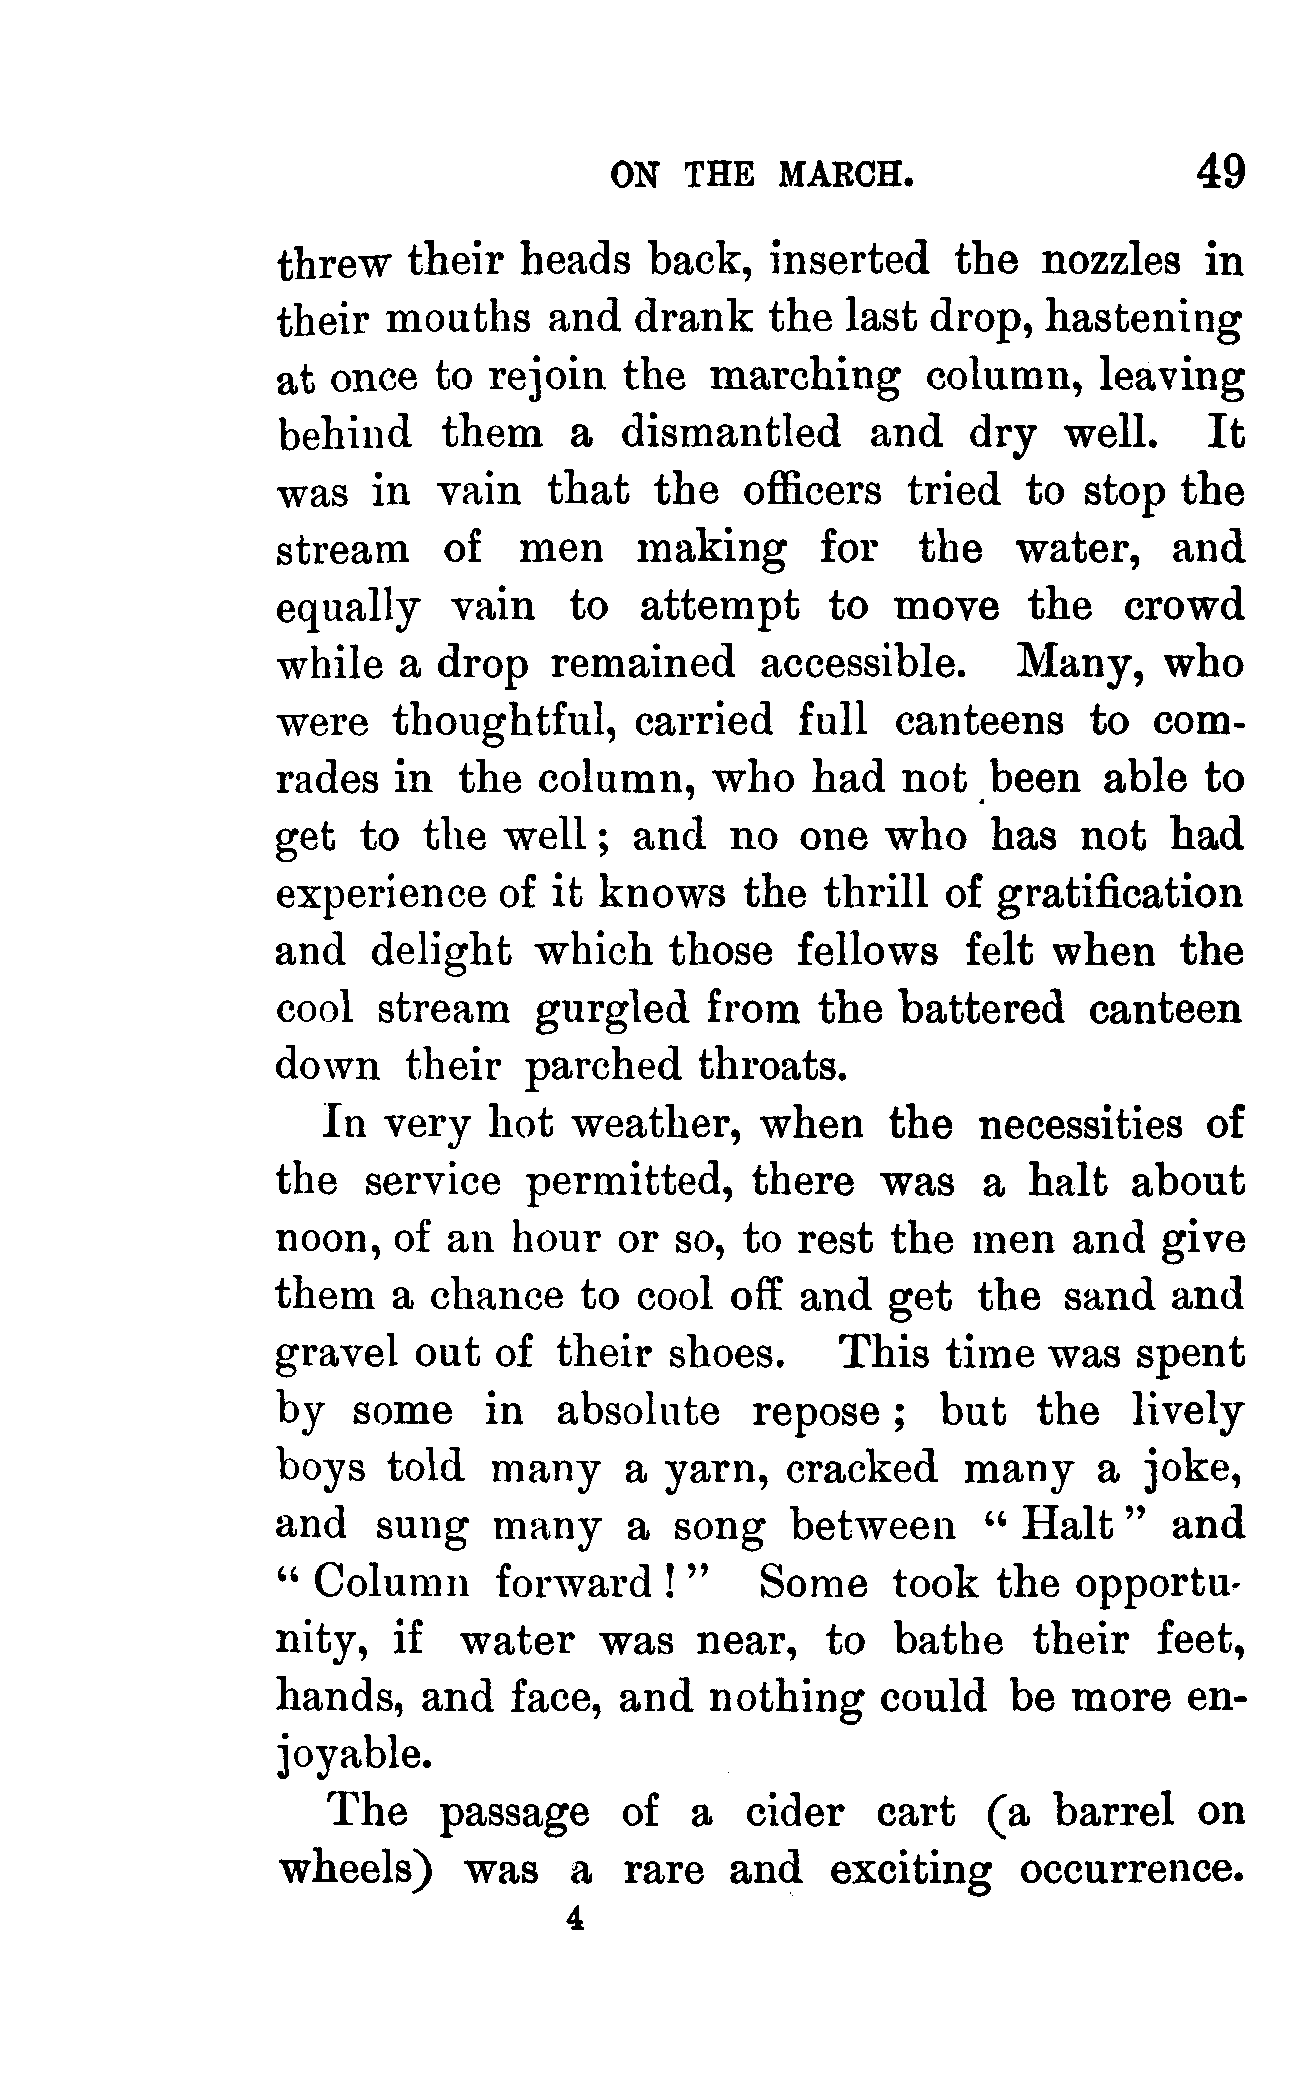 ON THE MARCH. 49
threw their heads back, inserted the nozzles in
their mouths and drank the last drop, hastening
at once to rejoin the marching column, leaving
behind them a dismantled and dry well. It
was in vain that the officers tried to stop the
stream of men making for the water, and
equally vain to attempt to move the crowd
while a drop remained accessible. Many, who
were thoughtful, carried full canteens to com-
rades in the column, who had not been able to
get to the well; and no one who has not had
experience of it knows the thrill of gratification
and delight which those fellows felt when the
cool stream gurgled from the battered canteen
down their parched throats.
In very hot weather, when the necessities of
the service permitted, there was a halt about
noon, of an hour or so, to rest the men and give
them a chance to cool off and get the sand and
gravel out of their shoes. This time was spent
by some in absolute repose; but the lively
boys told many a yarn, cracked many a joke,
and sung many a song between “Halt” and
“Column forward!” Some took the opportu-
nity, if water was near, to bathe their feet,
hands, and face, and nothing could be more en-
joyable.
The passage of a cider cart (a barrel on
wheels) was a rare and exciting occurrence.
4